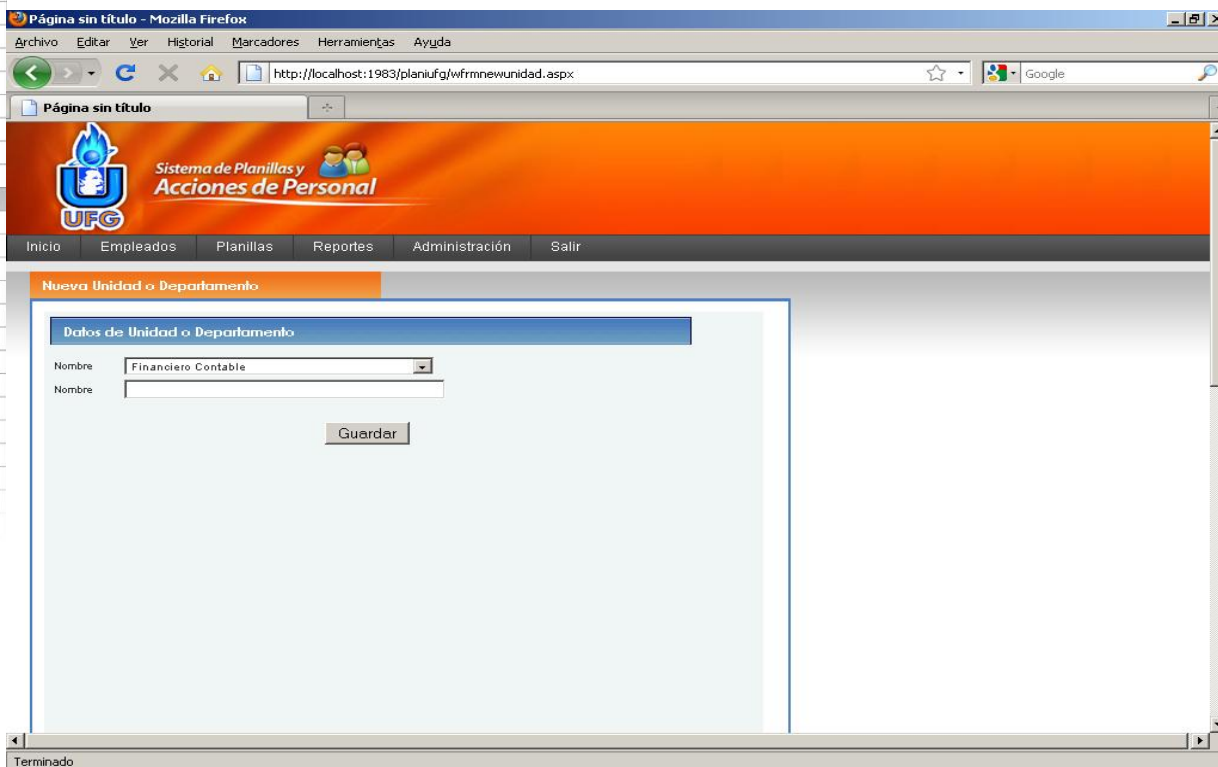 Página sin título - Mozilla Firefox
Archivo Editar Ver Historial Marcadores Herramientas Ayuda
http://localhost:1983/planiufg/wfrmnewunidad.aspx
Google
Página sin título
Sistema de Planillas y
Acciones de Personal
UFG
Inicio Empleados Planillas Reportes Administración Salir
Nueva Unidad o Departamento
Datos de Unidad o Departamento
Nombre Financiero Contable
Nombre
Guardar
Terminado